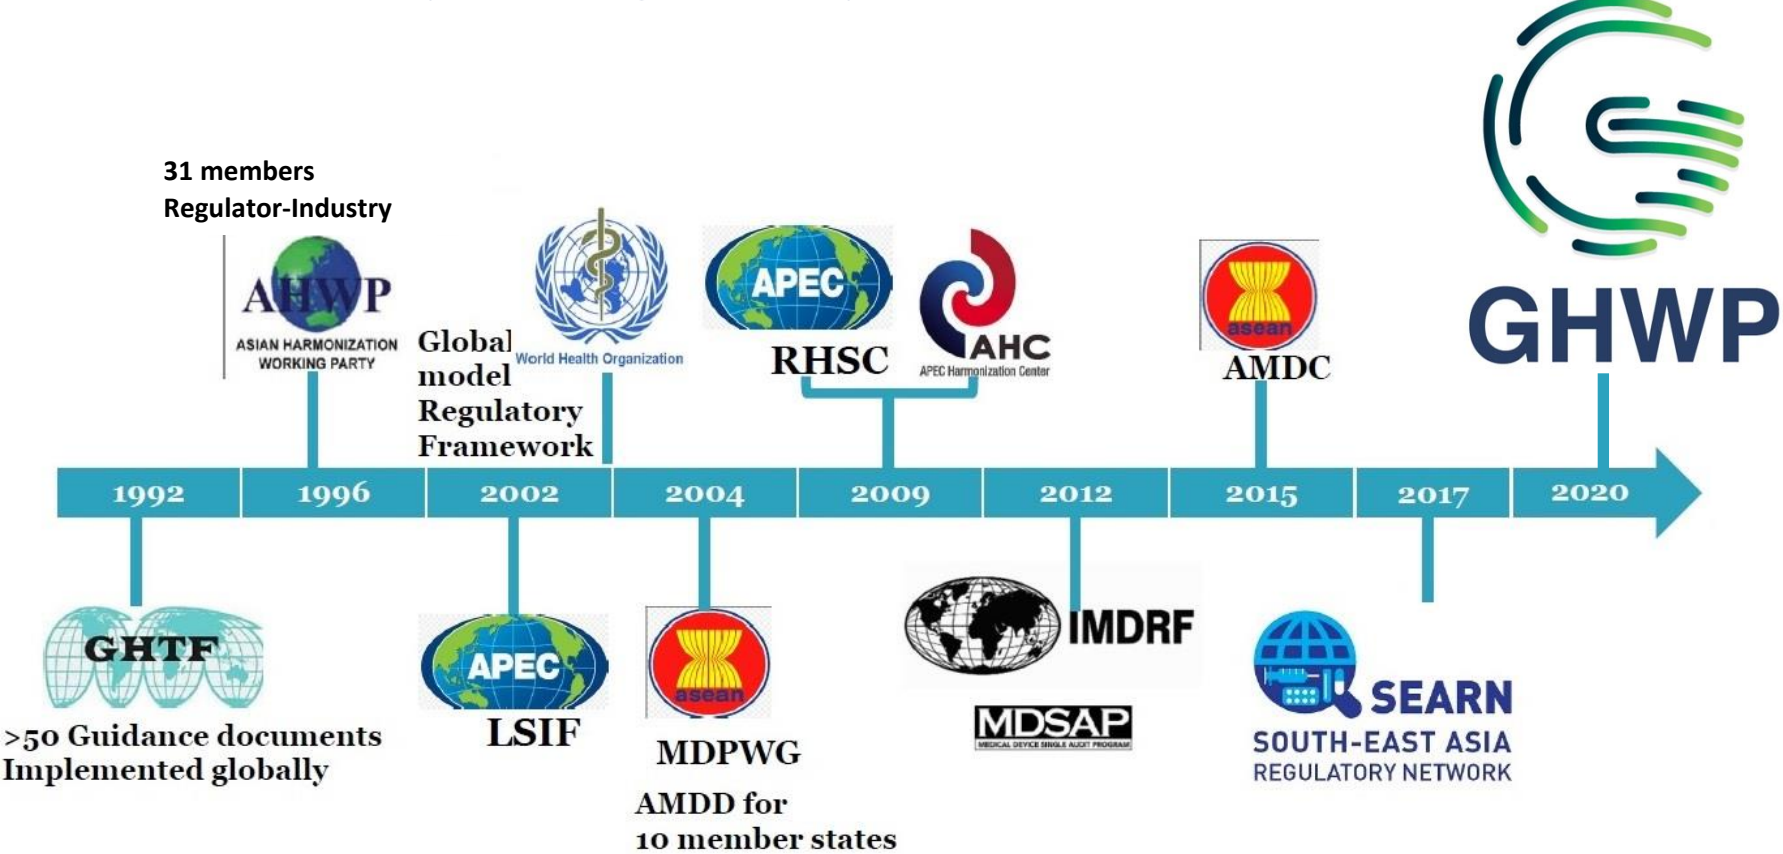 31 members
Regulator-Industry
AHWP
ASIAN HARMONIZATION
WORKING PARTY
Global
model
Regulatory
Framework
World Health Organization
APEC
RHSC
AHC
APEC Harmonization Center
asean
AMDC
GHWP
1992
1996
2002
2004
2009
2012
2015
2017
2020
GHTF
>50 Guidance documents
Implemented globally
APEC
LSIF
asean
MDPWG
AMDD for
10 member states
IMDRF
MDSAP
MEDICAL DEVICE SINGLE AUDIT PROGRAM
SEARN
SOUTH-EAST ASIA
REGULATORY NETWORK